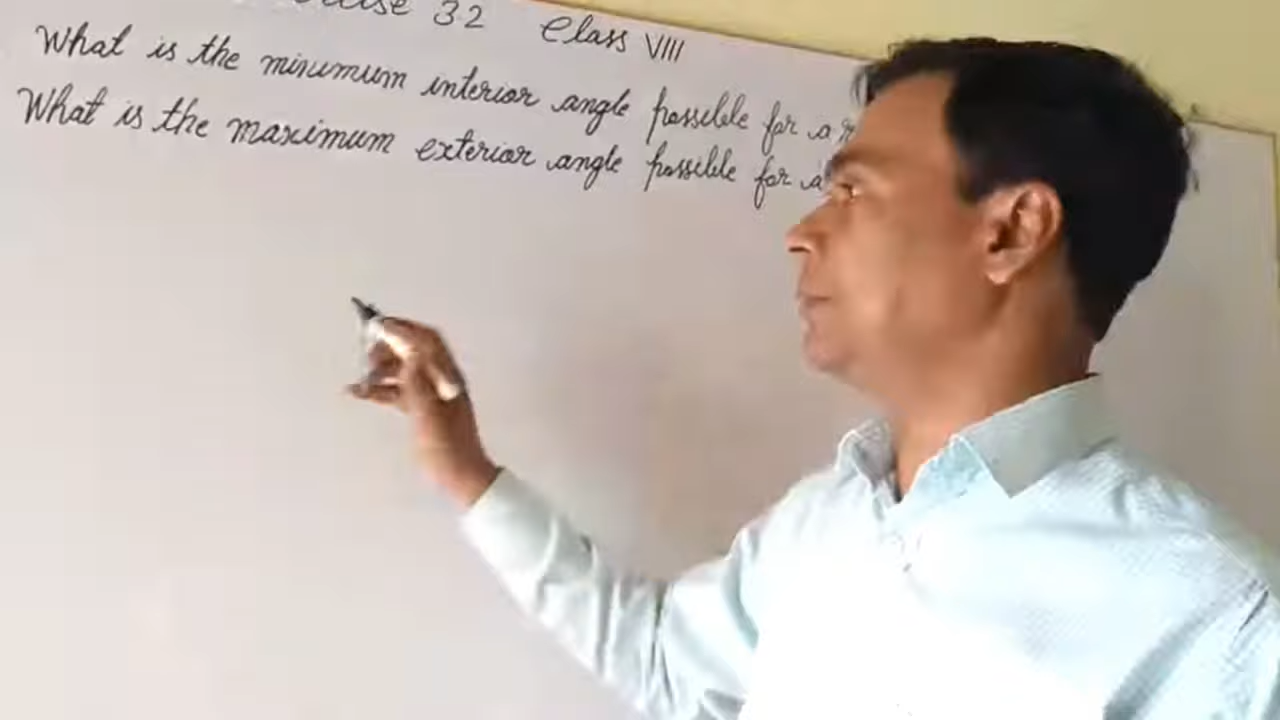 32 Class VIII
What is the minimum interior angle possible for a
What is the maximum exterior angle possible for a